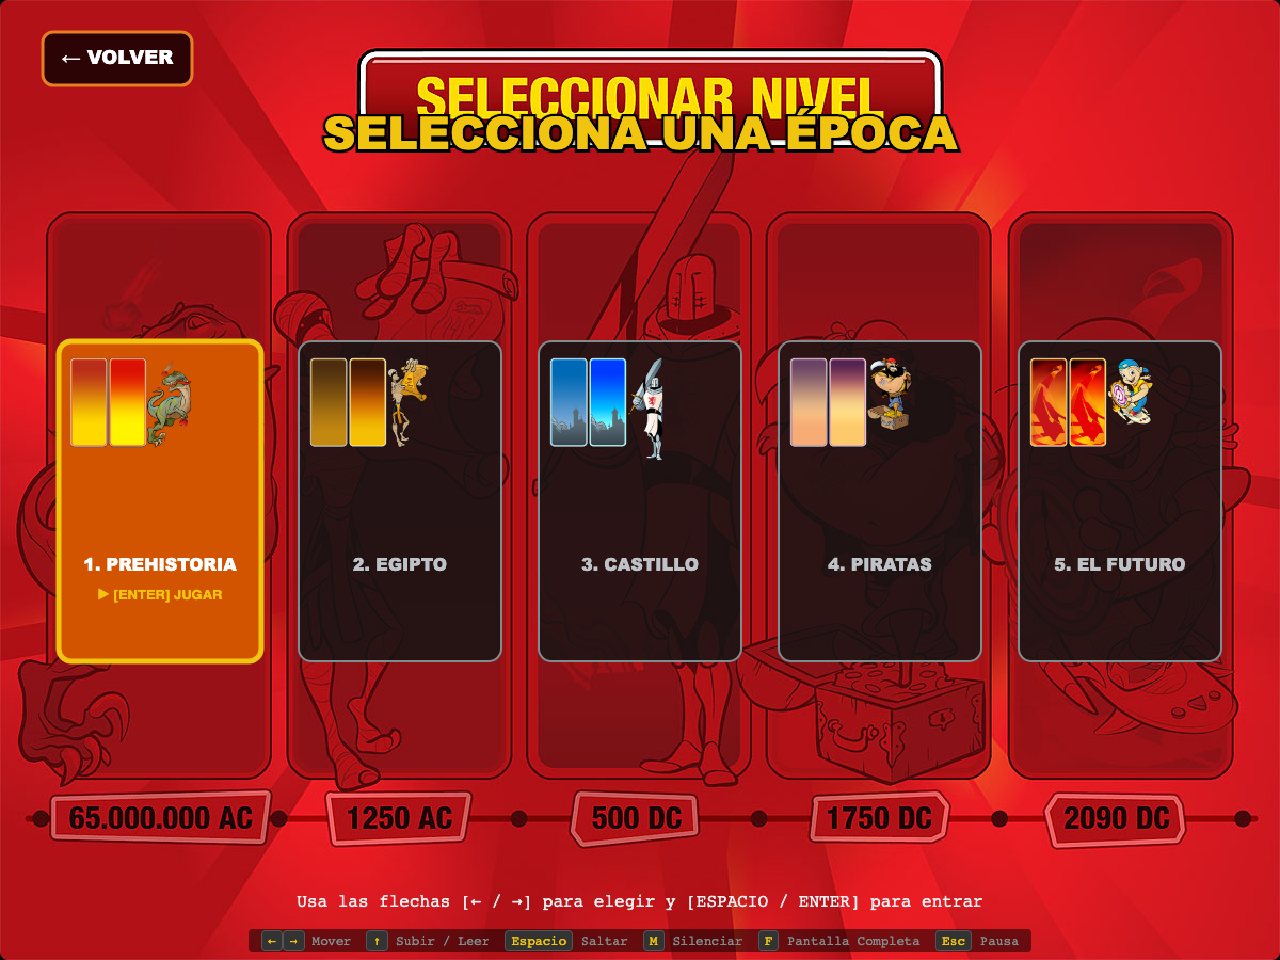 ← VOLVER
SELECCIONAR NIVEL
SELECCIONA UNA ÉPOCA
1. PREHISTORIA
▶ [ENTER] JUGAR
2. EGIPTO
3. CASTILLO
4. PIRATAS
5. EL FUTURO
65.000.000 AC
1250 AC
500 DC
1750 DC
2090 DC
Usa las flechas [← / →] para elegir y [ESPACIO / ENTER] para entrar
← → Mover ↑ Subir / Leer Espacio Saltar M Silenciar F Pantalla Completa Esc Pausa